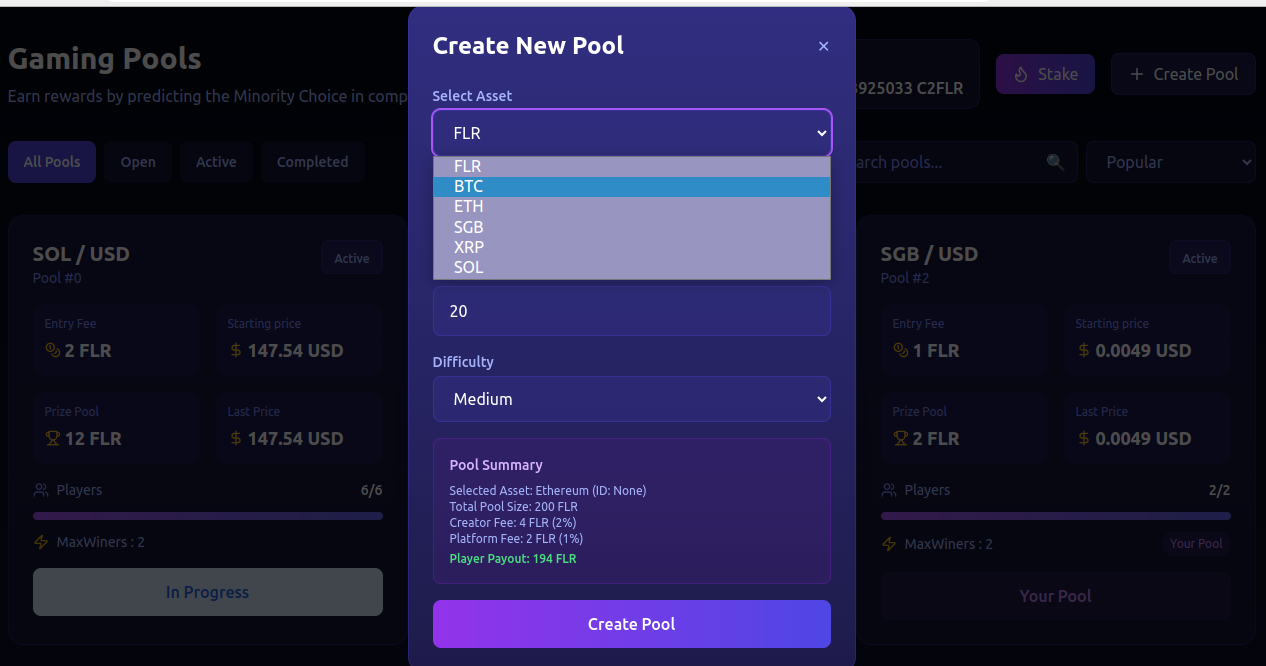 Gaming Pools
Earn rewards by predicting the Minority Choice in comp
925033 C2FLR
Stake
+ Create Pool
All Pools
Open
Active
Completed
arch pools...
Popular
SOL / USD
Active
Pool #0
Entry Fee
2 FLR
Starting price
$ 147.54 USD
Prize Pool
12 FLR
Last Price
$ 147.54 USD
Players
6/6
MaxWiners : 2
In Progress
Create New Pool
×
Select Asset
FLR
FLR
BTC
ETH
SGB
XRP
SOL
20
Difficulty
Medium
Pool Summary
Selected Asset: Ethereum (ID: None)
Total Pool Size: 200 FLR
Creator Fee: 4 FLR (2%)
Platform Fee: 2 FLR (1%)
Player Payout: 194 FLR
Create Pool
SGB / USD
Active
Pool #2
Entry Fee
1 FLR
Starting price
$ 0.0049 USD
Prize Pool
2 FLR
Last Price
$ 0.0049 USD
Players
2/2
MaxWiners : 2
Your Pool
Your Pool